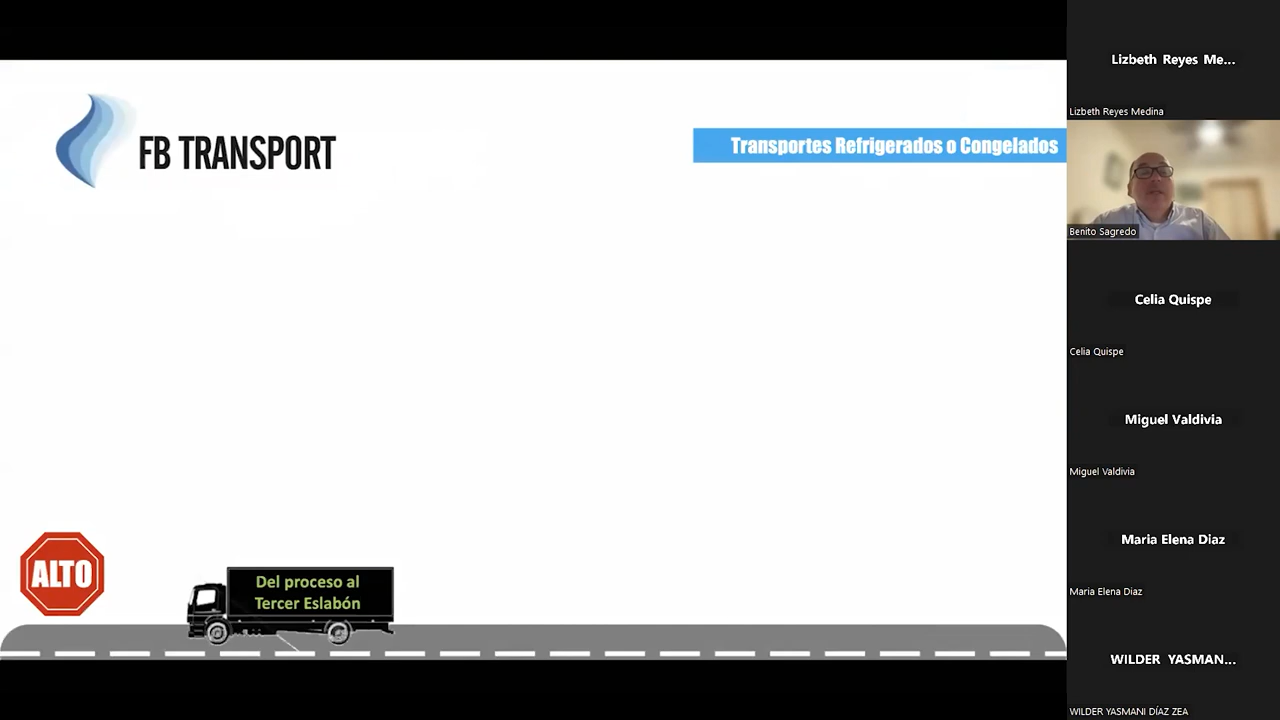 FB TRANSPORT
Transportes Refrigerados o Congelados
ALTO
Del proceso al
Tercer Eslabón
Lizbeth Reyes Me...
Lizbeth Reyes Medina
Benito Sagredo
Celia Quispe
Celia Quispe
Miguel Valdivia
Miguel Valdivia
Maria Elena Diaz
Maria Elena Diaz
WILDER YASMAN...
WILDER YASMANI DÍAZ ZEA